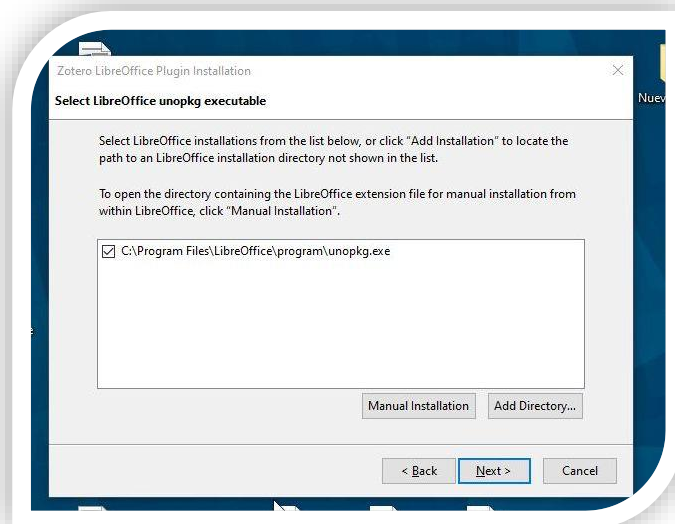 Zotero LibreOffice Plugin Installation
Select LibreOffice unopkg executable
Select LibreOffice installations from the list below, or click "Add Installation" to locate the
path to an LibreOffice installation directory not shown in the list.
To open the directory containing the LibreOffice extension file for manual installation from
within LibreOffice, click "Manual Installation".
C:\Program Files\LibreOffice\program\unopkg.exe
Manual Installation
Add Directory...
< Back
Next >
Cancel
Nuev